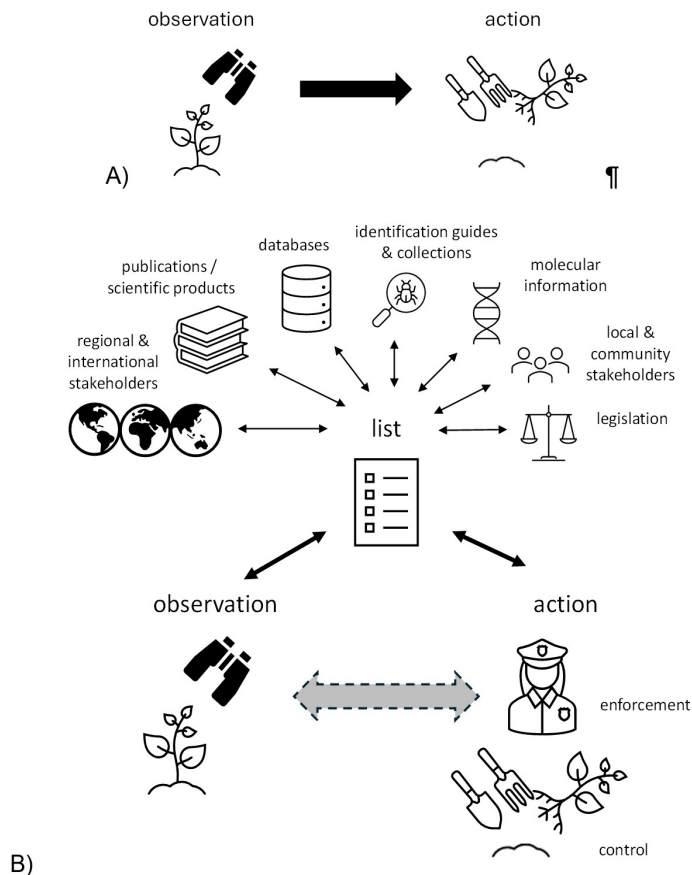 observation
action
A)
¶
identification guides
& collections
databases
molecular
information
publications /
scientific products
local &
community
stakeholders
regional &
international
stakeholders
legislation
list
observation
action
enforcement
control
B)